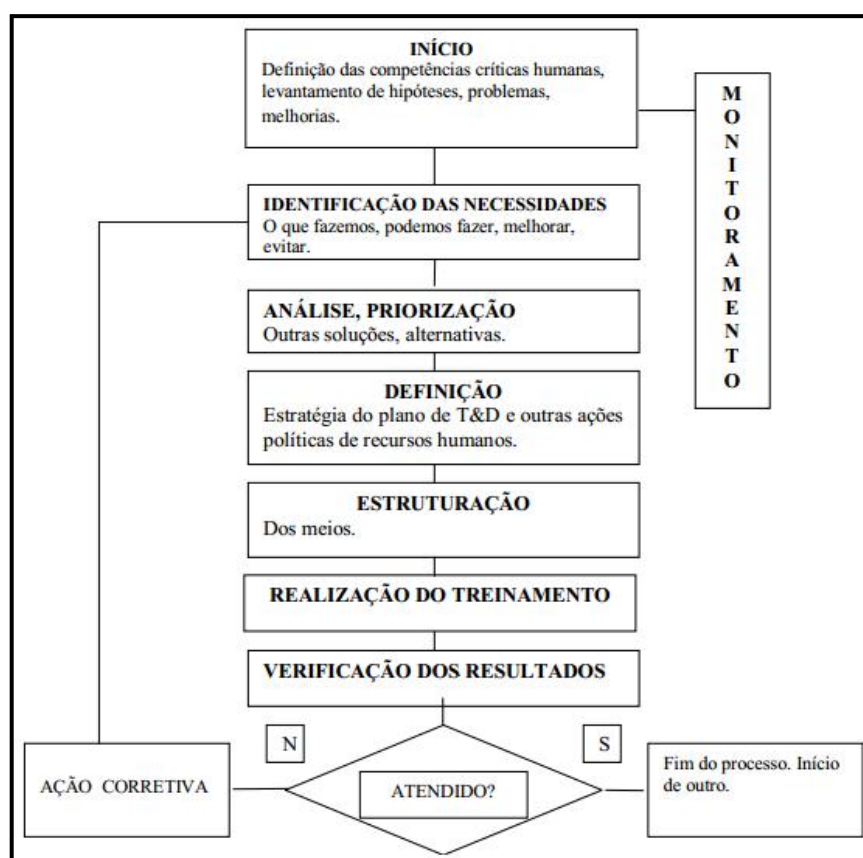 INÍCIO
Definição das competências críticas humanas,
levantamento de hipóteses, problemas,
melhorias.
MONITORAMENTO
IDENTIFICAÇÃO DAS NECESSIDADES
O que fazemos, podemos fazer, melhorar,
evitar.
ANÁLISE, PRIORIZAÇÃO
Outras soluções, alternativas.
DEFINIÇÃO
Estratégia do plano de T&D e outras ações
políticas de recursos humanos.
ESTRUTURAÇÃO
Dos meios.
REALIZAÇÃO DO TREINAMENTO
VERIFICAÇÃO DOS RESULTADOS
N
S
AÇÃO CORRETIVA
ATENDIDO?
Fim do processo. Início
de outro.